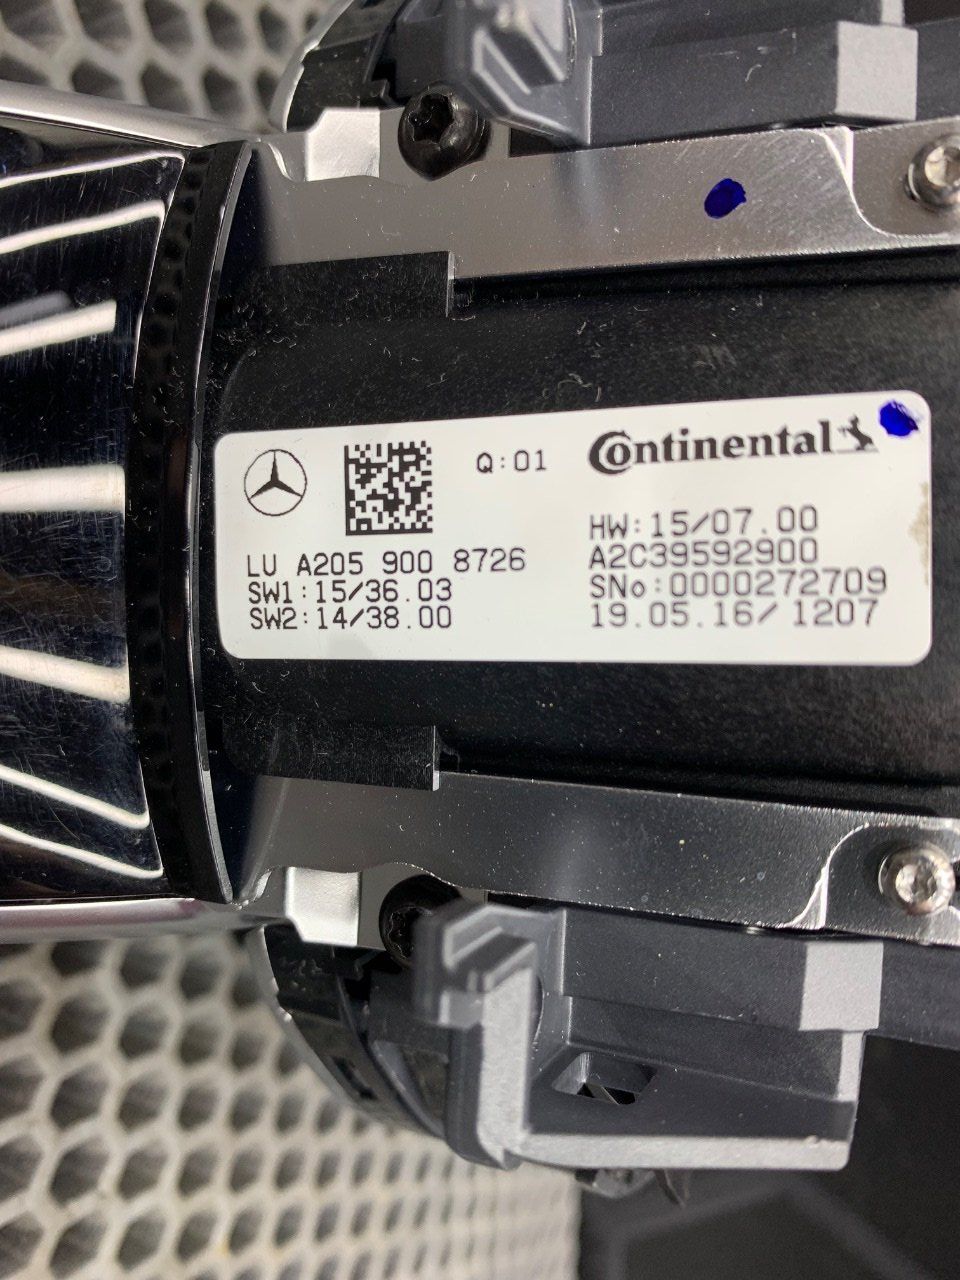 Q:01
Continental
LU A205 900 8726
SW1:15/36.03
SW2:14/38.00
HW:15/07.00
A2C39592900
SNo:0000272709
19.05.16/1207